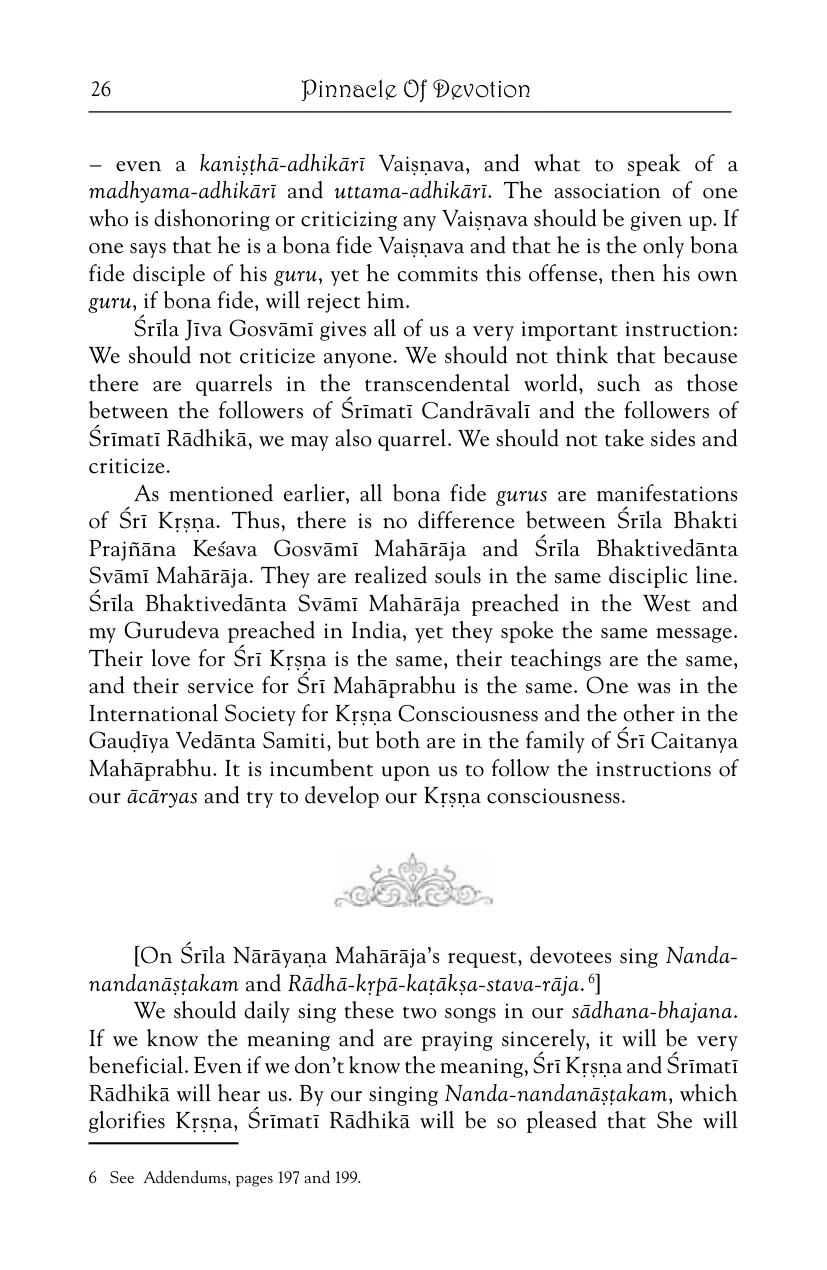 26 Pinnacle Of Devotion
– even a kaniṣṭhā-adhikārī Vaiṣṇava, and what to speak of a
madhyama-adhikārī and uttama-adhikārī. The association of one
who is dishonoring or criticizing any Vaiṣṇava should be given up. If
one says that he is a bona fide Vaiṣṇava and that he is the only bona
fide disciple of his guru, yet he commits this offense, then his own
guru, if bona fide, will reject him.
Śrīla Jīva Gosvāmī gives all of us a very important instruction:
We should not criticize anyone. We should not think that because
there are quarrels in the transcendental world, such as those
between the followers of Śrīmatī Candrāvalī and the followers of
Śrīmatī Rādhikā, we may also quarrel. We should not take sides and
criticize.
As mentioned earlier, all bona fide gurus are manifestations
of Śrī Kṛṣṇa. Thus, there is no difference between Śrīla Bhakti
Prajñāna Keśava Gosvāmī Mahārāja and Śrīla Bhaktivedānta
Svāmī Mahārāja. They are realized souls in the same disciplic line.
Śrīla Bhaktivedānta Svāmī Mahārāja preached in the West and
my Gurudeva preached in India, yet they spoke the same message.
Their love for Śrī Kṛṣṇa is the same, their teachings are the same,
and their service for Śrī Mahāprabhu is the same. One was in the
International Society for Kṛṣṇa Consciousness and the other in the
Gauḍīya Vedānta Samiti, but both are in the family of Śrī Caitanya
Mahāprabhu. It is incumbent upon us to follow the instructions of
our ācāryas and try to develop our Kṛṣṇa consciousness.
[On Śrīla Nārāyaṇa Mahārāja’s request, devotees sing Nanda-
nandanāṣṭakam and Rādhā-kṛpā-kaṭākṣa-stava-rāja. 6]
We should daily sing these two songs in our sādhana-bhajana.
If we know the meaning and are praying sincerely, it will be very
beneficial. Even if we don’t know the meaning, Śrī Kṛṣṇa and Śrīmatī
Rādhikā will hear us. By our singing Nanda-nandanāṣṭakam, which
glorifies Kṛṣṇa, Śrīmatī Rādhikā will be so pleased that She will
6 See Addendums, pages 197 and 199.